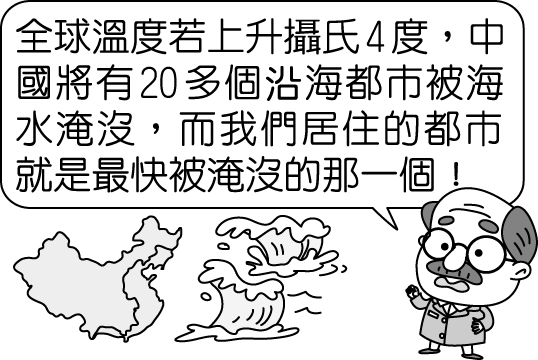 全球溫度若上升攝氏4度，中
國將有20多個沿海都市被海
水淹沒，而我們居住的都市
就是最快被淹沒的那一個！